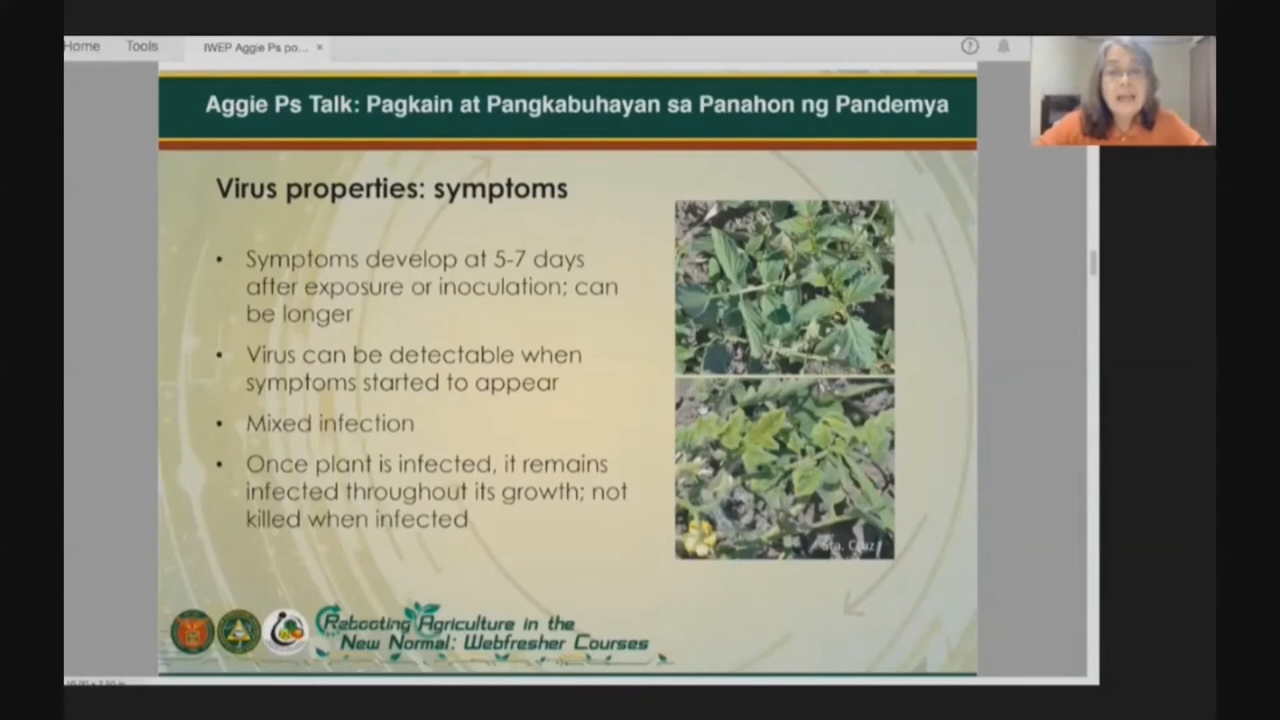 Home Tools IWEP Aggie Ps po... ×
Aggie Ps Talk: Pagkain at Pangkabuhayan sa Panahon ng Pandemya
Virus properties: symptoms
• Symptoms develop at 5-7 days
after exposure or inoculation; can
be longer
• Virus can be detectable when
symptoms started to appear
• Mixed infection
• Once plant is infected, it remains
infected throughout its growth; not
killed when infected
Sta. Cruz
Rebooting Agriculture in the
New Normal: Webfresher Courses